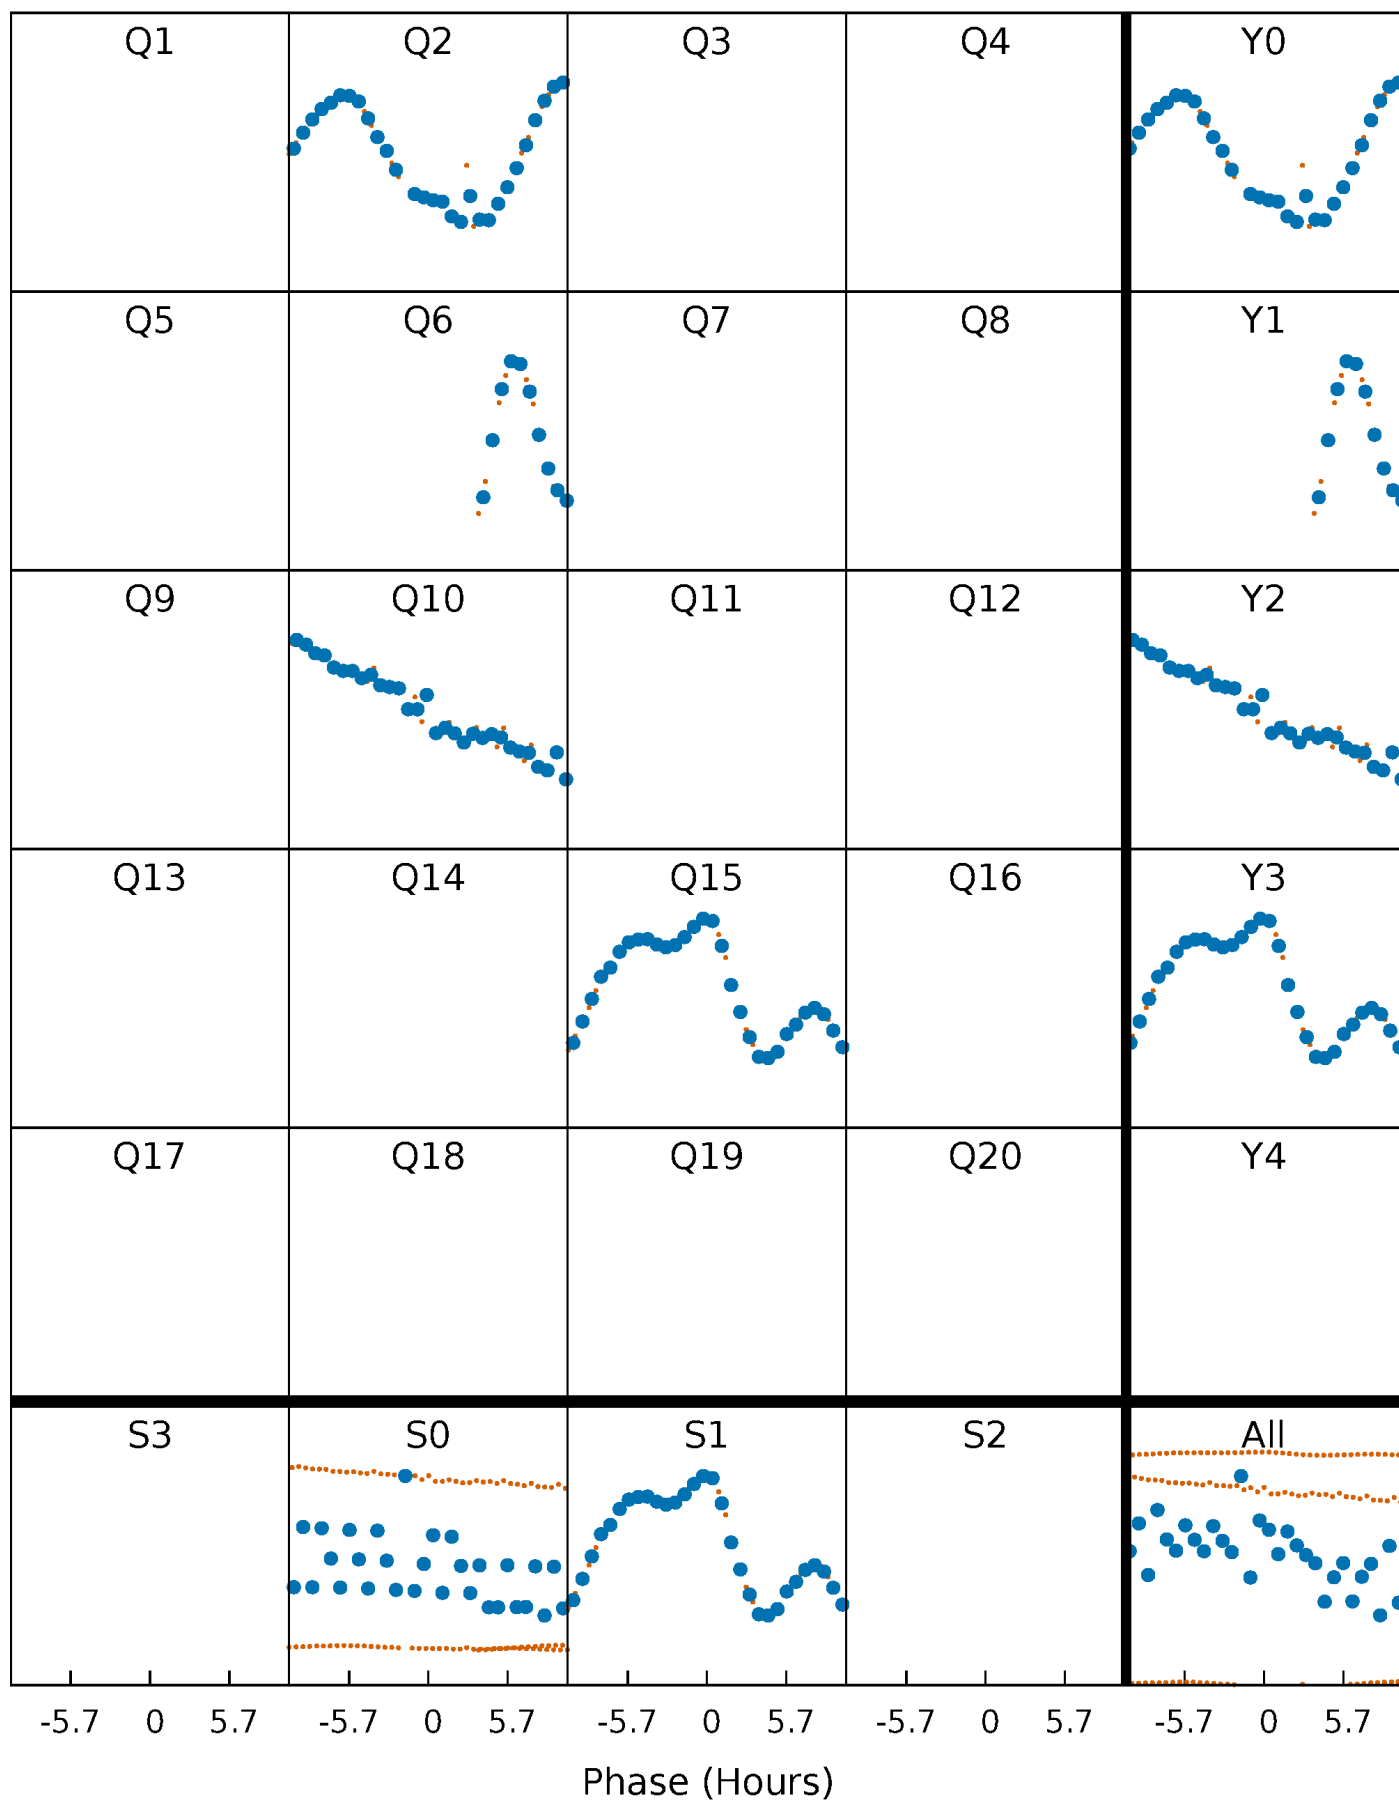 Q1 Q2 Q3 Q4 Y0
Q5 Q6 Q7 Q8 Y1
Q9 Q10 Q11 Q12 Y2
Q13 Q14 Q15 Q16 Y3
Q17 Q18 Q19 Q20 Y4
S3 S0 S1 S2 All
-5.7 0 5.7 -5.7 0 5.7 -5.7 0 5.7 -5.7 0 5.7 -5.7 0 5.7
Phase (Hours)